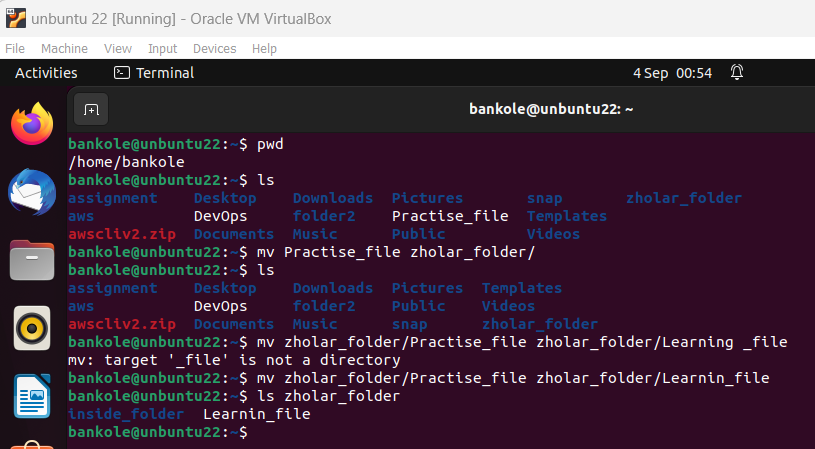 unbuntu 22 [Running] - Oracle VM VirtualBox
File Machine View Input Devices Help
Activities Terminal 4 Sep 00:54
bankole@unbuntu22: ~
bankole@unbuntu22:~$ pwd
/home/bankole
bankole@unbuntu22:~$ ls
assignment Desktop Downloads Pictures snap zholar_folder
aws DevOps folder2 Practise_file Templates
awscliv2.zip Documents Music Public Videos
bankole@unbuntu22:~$ mv Practise_file zholar_folder/
bankole@unbuntu22:~$ ls
assignment Desktop Downloads Pictures Templates
aws DevOps folder2 Public Videos
awscliv2.zip Documents Music snap zholar_folder
bankole@unbuntu22:~$ mv zholar_folder/Practise_file zholar_folder/Learning _file
mv: target '_file' is not a directory
bankole@unbuntu22:~$ mv zholar_folder/Practise_file zholar_folder/Learnin_file
bankole@unbuntu22:~$ ls zholar_folder
inside_folder Learnin_file
bankole@unbuntu22:~$